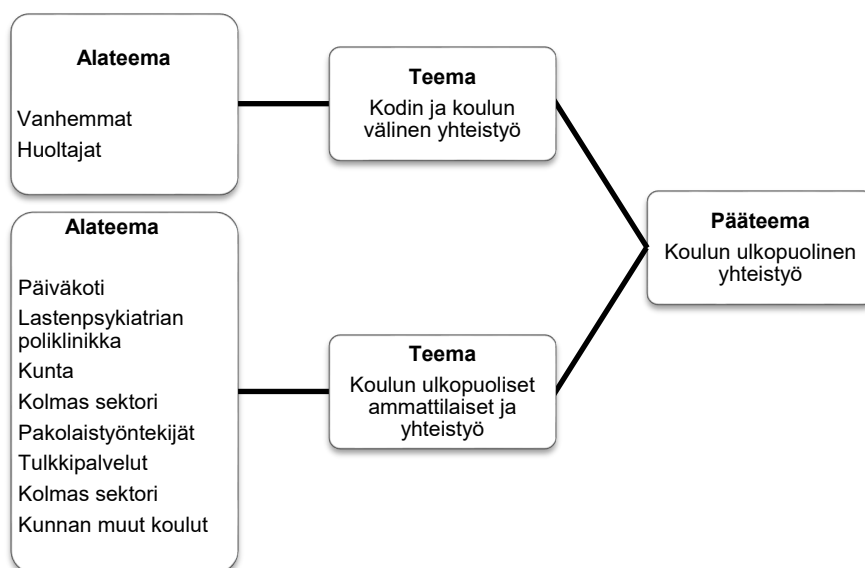 Alateema
Vanhemmat
Huoltajat
Teema
Kodin ja koulun
välinen yhteistyö
Alateema
Päiväkoti
Lastenpsykiatrian
poliklinikka
Kunta
Kolmas sektori
Pakolaistyöntekijät
Tulkkipalvelut
Kolmas sektori
Kunnan muut koulut
Teema
Koulun ulkopuoliset
ammattilaiset ja
yhteistyö
Pääteema
Koulun ulkopuolinen
yhteistyö